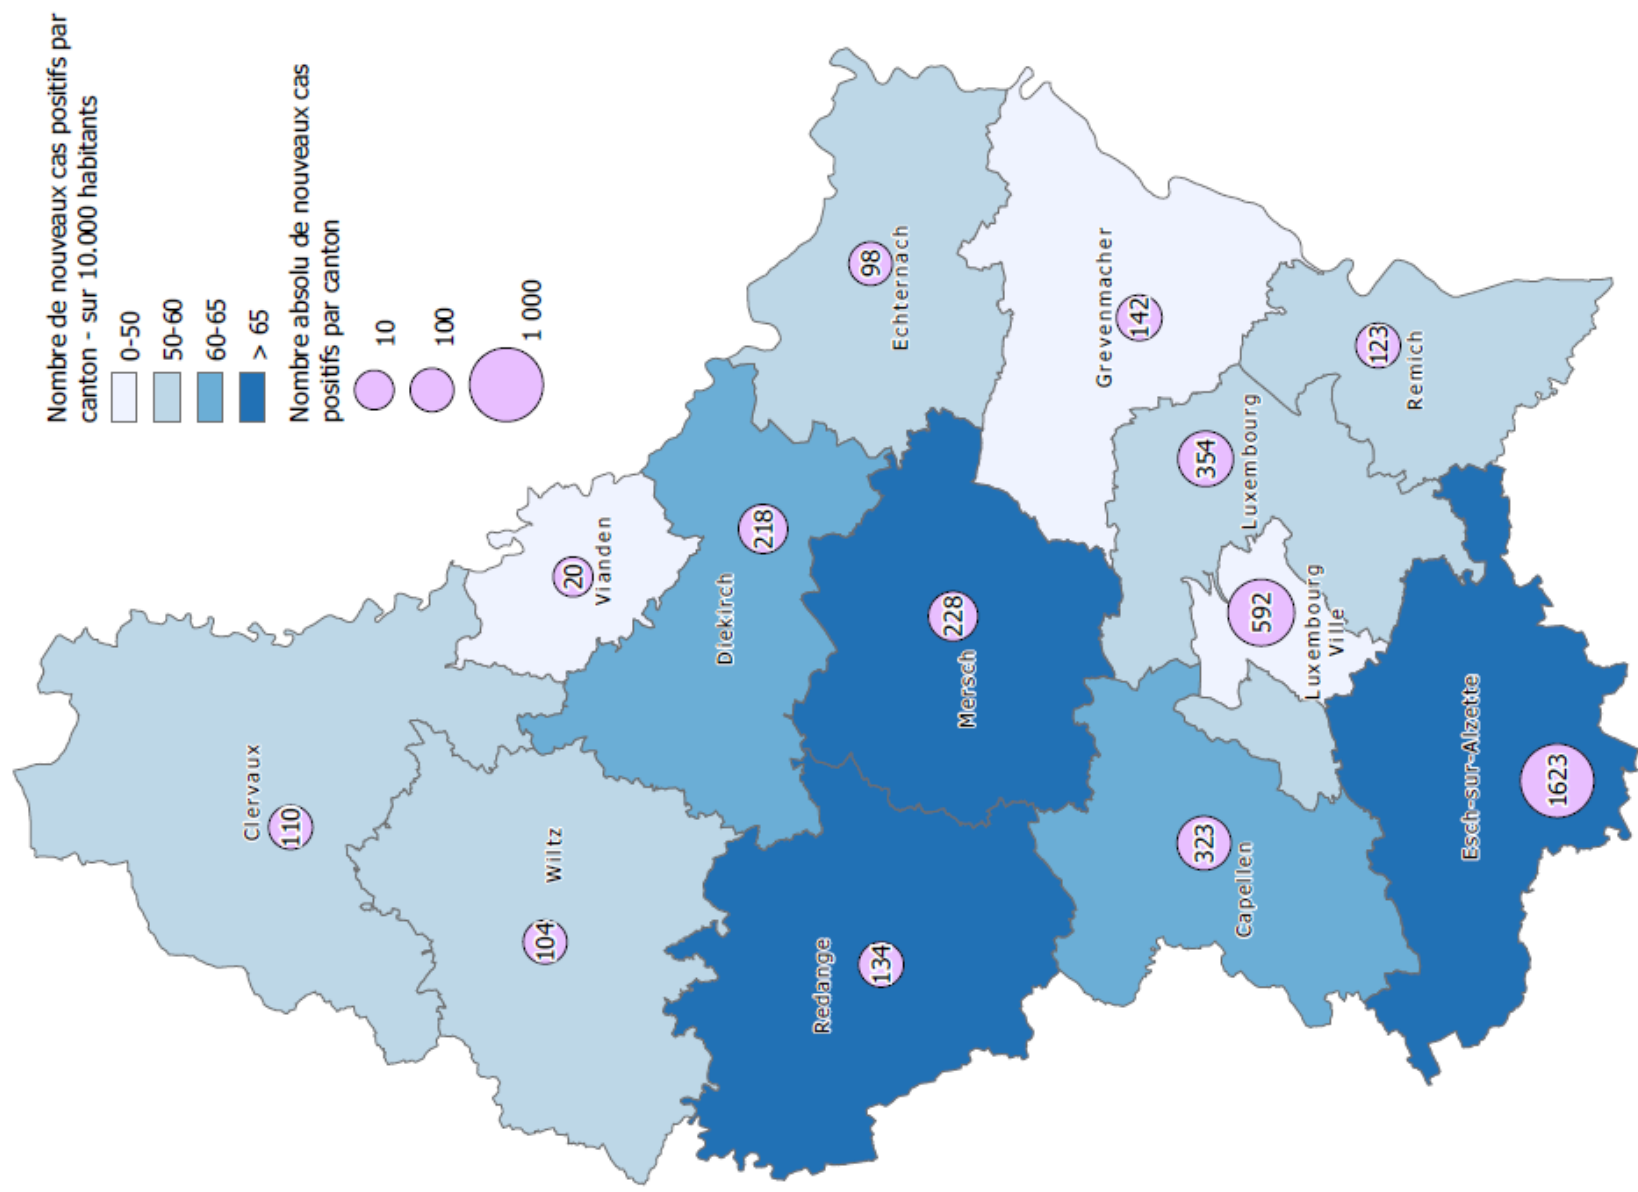 Nombre de nouveaux cas positifs par
canton - sur 10.000 habitants
0-50
50-60
60-65
> 65
Nombre absolu de nouveaux cas
positifs par canton
10
100
1 000
Clervaux
110
Wiltz
104
20
Vianden
Diekirch
218
98
Echternach
Redange
134
228
Mersch
Grevenmacher
142
323
Capellen
354
Luxembourg
592
Luxembourg
Ville
123
Remich
Esch-sur-Alzette
1623